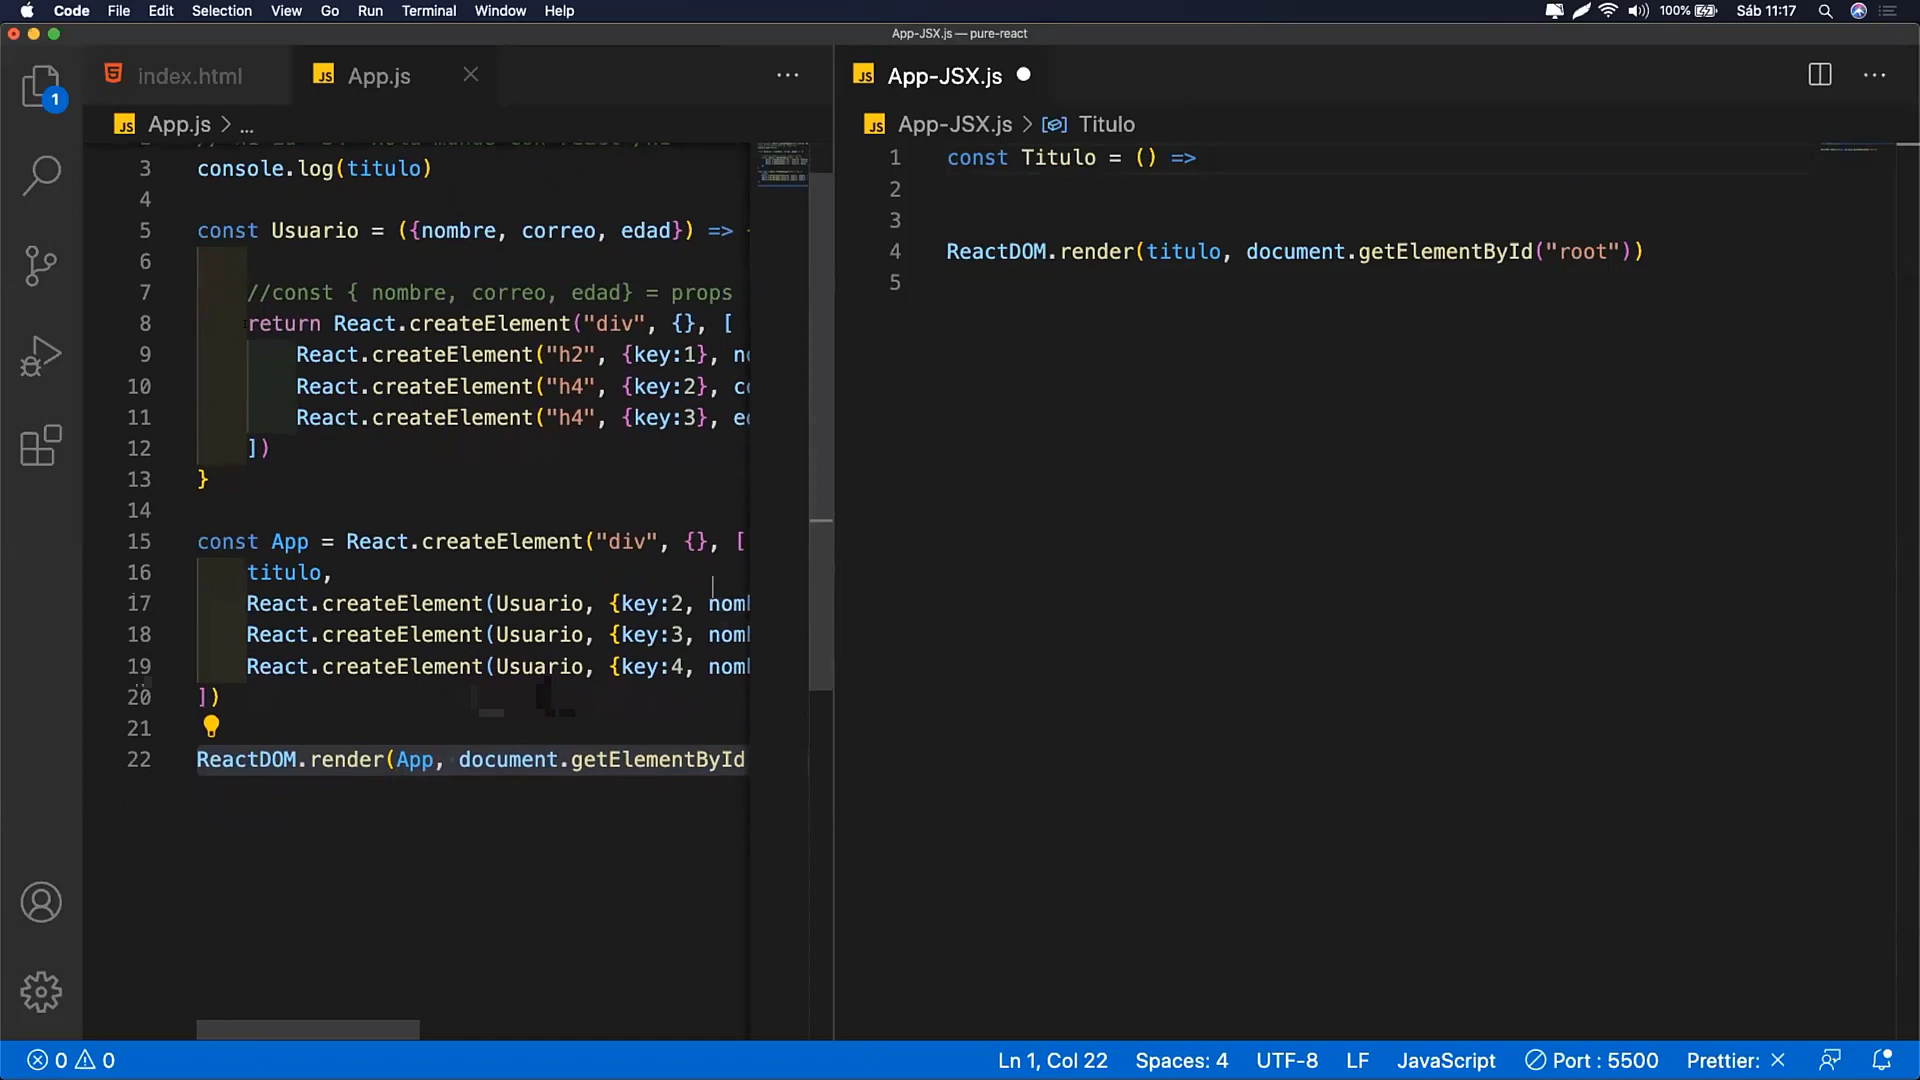 Code File Edit Selection View Go Run Terminal Window Help 100% Sáb 11:17
App-JSX.js — pure-react
index.html App.js ···
App.js > ...
3 console.log(titulo)
4
5 const Usuario = ({nombre, correo, edad}) =>
6
7 //const { nombre, correo, edad} = props
8 return React.createElement("div", {}, [
9 React.createElement("h2", {key:1},
10 React.createElement("h4", {key:2},
11 React.createElement("h4", {key:3},
12 ])
13 }
14
15 const App = React.createElement("div", {}, [
16 titulo,
17 React.createElement(Usuario, {key:2,
18 React.createElement(Usuario, {key:3,
19 React.createElement(Usuario, {key:4,
20 ])
21
22 ReactDOM.render(App, document.getElementById
App-JSX.js ···
App-JSX.js > Titulo
1 const Titulo = () =>
2
3
4 ReactDOM.render(titulo, document.getElementById("root"))
5
1
0 0 Ln 1, Col 22 Spaces: 4 UTF-8 LF JavaScript Port : 5500 Prettier: ×